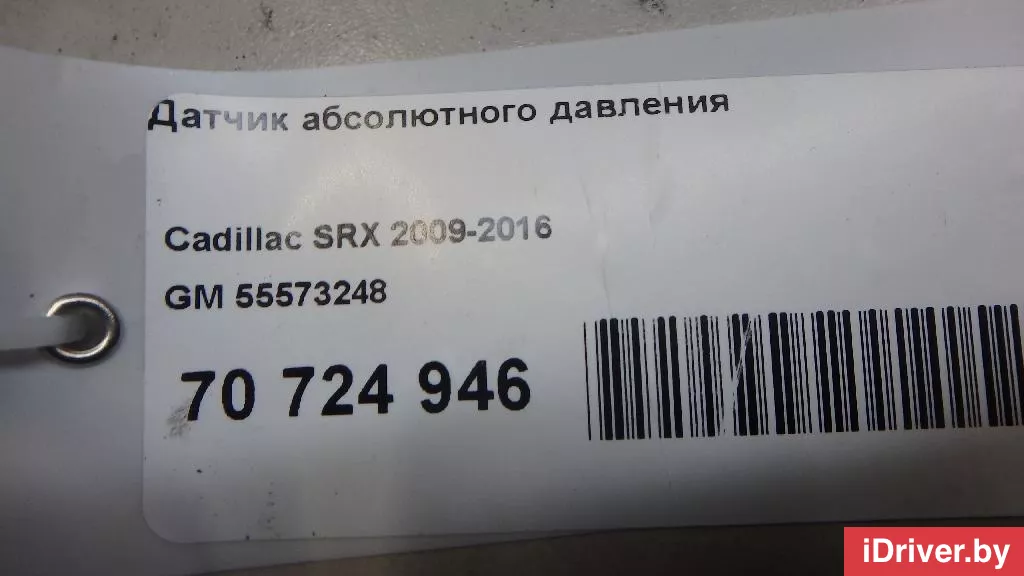 Датчик абсолютного давления
Cadillac SRX 2009-2016
GM 55573248
70 724 946
iDriver.by